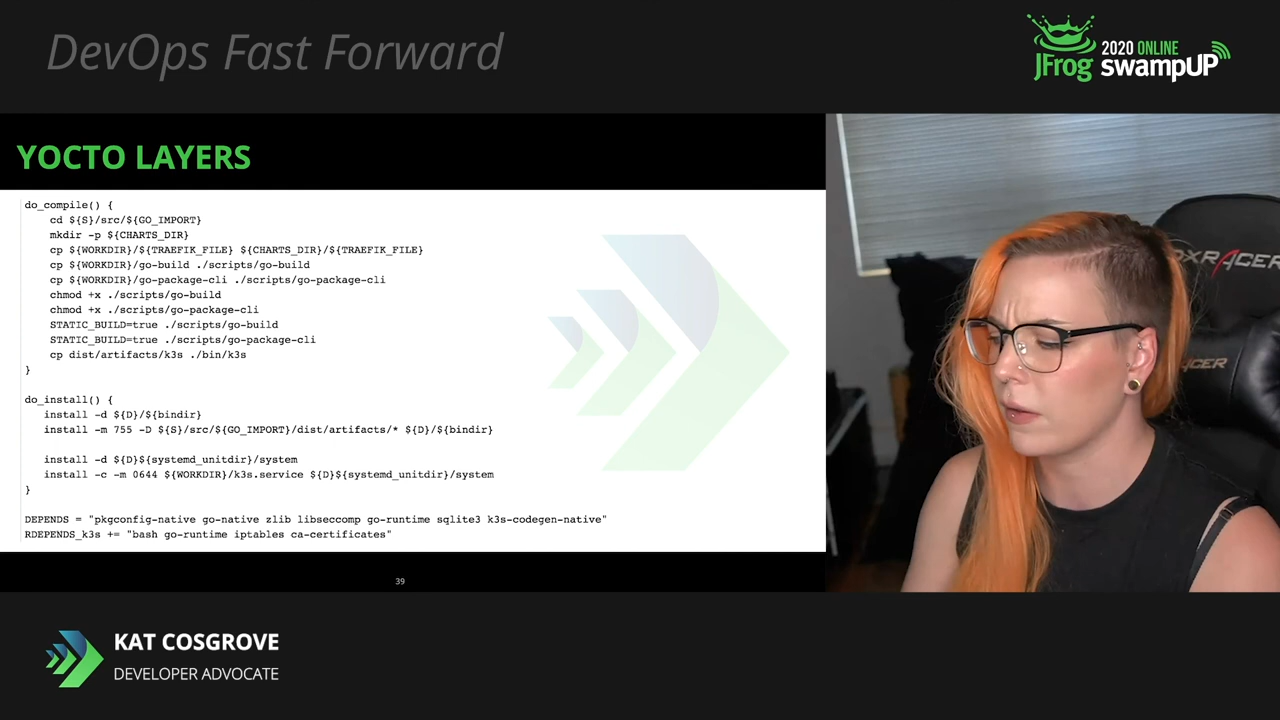 DevOps Fast Forward
JFrog
2020 ONLINE
swampUP
YOCTO LAYERS
do_compile() {
cd ${S}/src/${GO_IMPORT}
mkdir -p ${CHARTS_DIR}
cp ${WORKDIR}/${TRAEFIK_FILE} ${CHARTS_DIR}/${TRAEFIK_FILE}
cp ${WORKDIR}/go-build ./scripts/go-build
cp ${WORKDIR}/go-package-cli ./scripts/go-package-cli
chmod +x ./scripts/go-build
chmod +x ./scripts/go-package-cli
STATIC_BUILD=true ./scripts/go-build
STATIC_BUILD=true ./scripts/go-package-cli
cp dist/artifacts/k3s ./bin/k3s
}
do_install() {
install -d ${D}/${bindir}
install -m 755 -D ${S}/src/${GO_IMPORT}/dist/artifacts/* ${D}/${bindir}
install -d ${D}${systemd_unitdir}/system
install -c -m 0644 ${WORKDIR}/k3s.service ${D}${systemd_unitdir}/system
}
DEPENDS = "pkgconfig-native go-native zlib libseccomp go-runtime sqlite3 k3s-codegen-native"
RDEPENDS_k3s += "bash go-runtime iptables ca-certificates"
39
KAT COSGROVE
DEVELOPER ADVOCATE